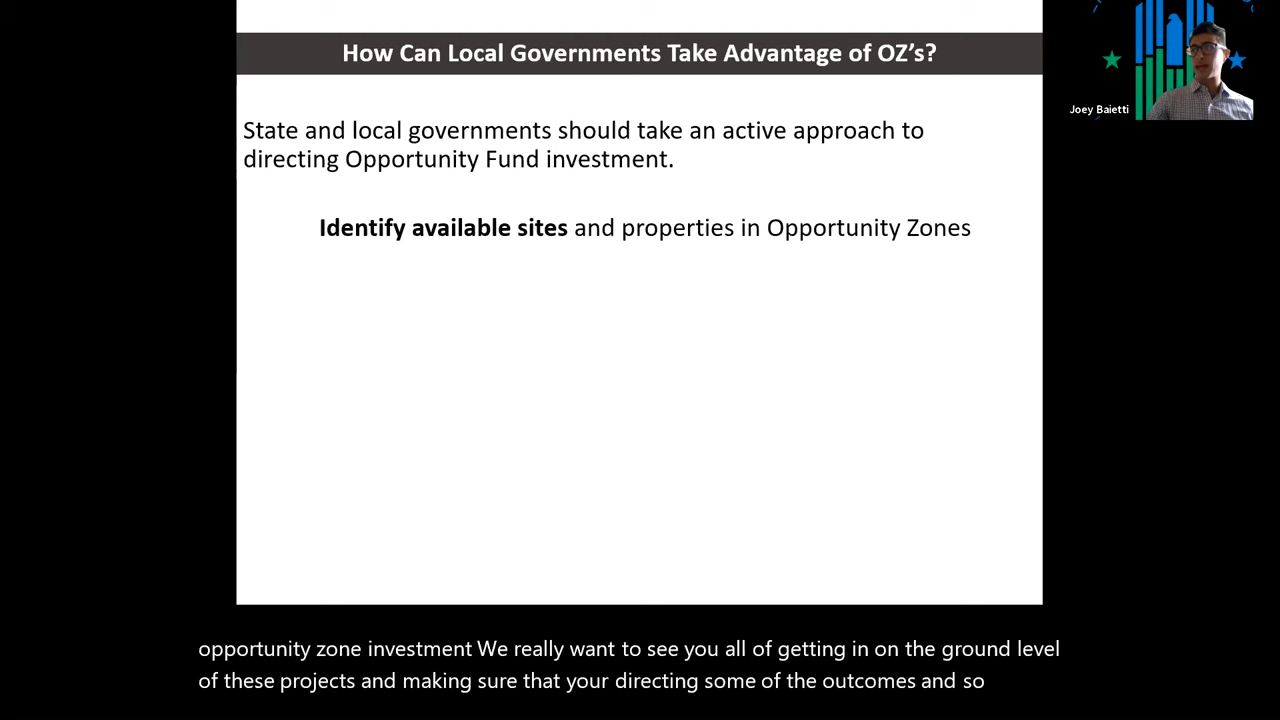 How Can Local Governments Take Advantage of OZ’s?
Joey Baietti
State and local governments should take an active approach to
directing Opportunity Fund investment.
Identify available sites and properties in Opportunity Zones
opportunity zone investment We really want to see you all of getting in on the ground level
of these projects and making sure that your directing some of the outcomes and so